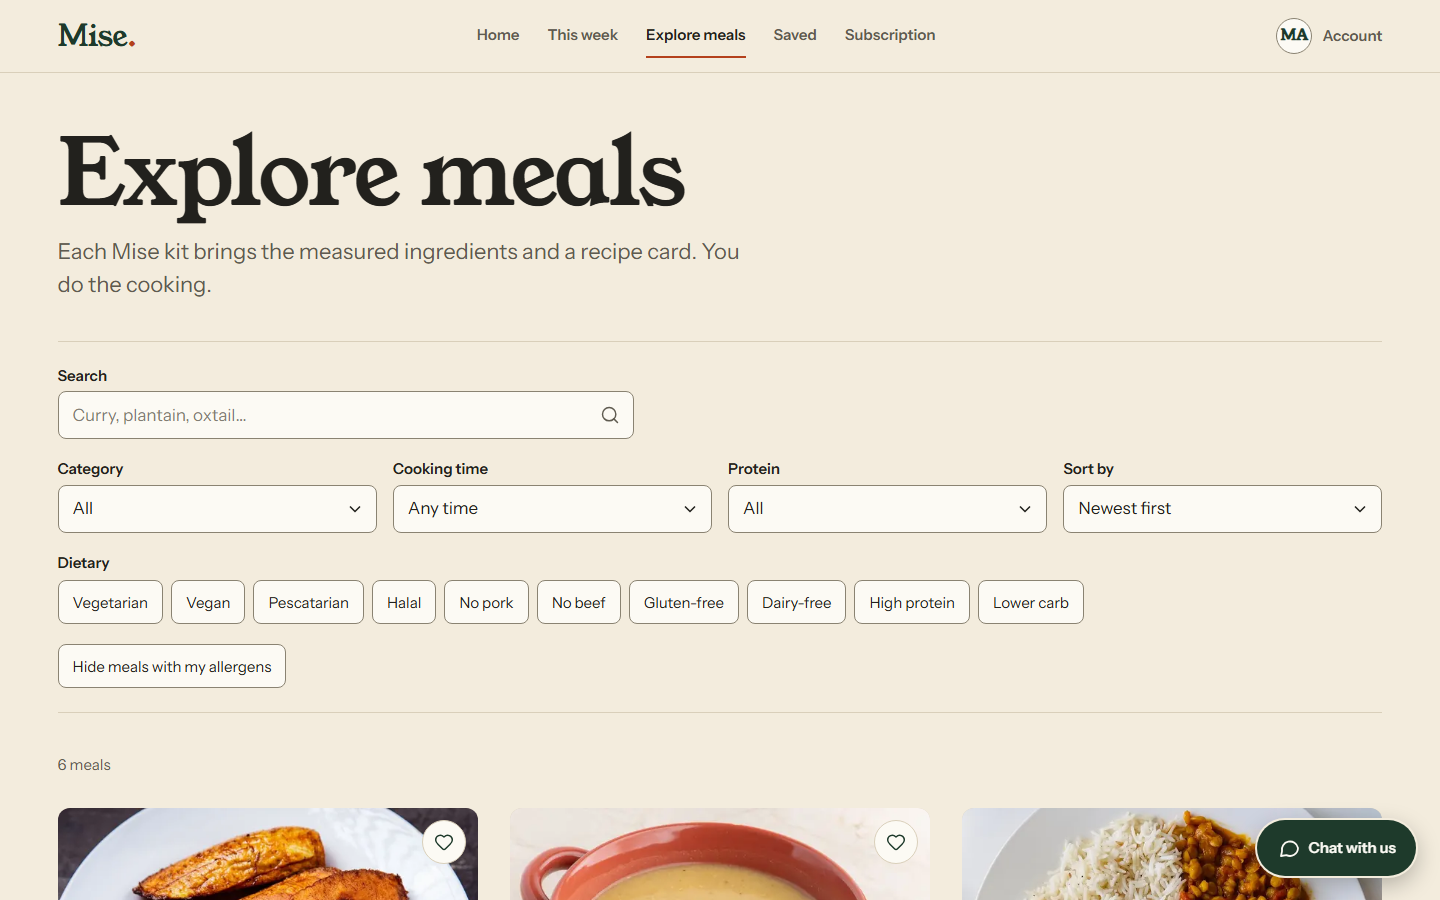 Mise.
Home
This week
Explore meals
Saved
Subscription
MA
Account
Explore meals
Each Mise kit brings the measured ingredients and a recipe card. You
do the cooking.
Search
Curry, plantain, oxtail...
Category
Cooking time
Protein
Sort by
All
Any time
All
Newest first
Dietary
Vegetarian
Vegan
Pescatarian
Halal
No pork
No beef
Gluten-free
Dairy-free
High protein
Lower carb
Hide meals with my allergens
6 meals
Chat with us